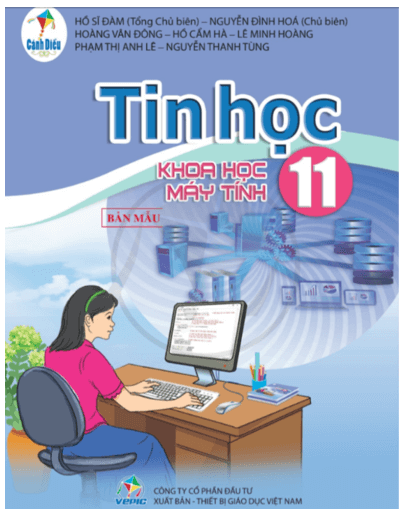 HỒ SĨ ĐÀM (Tổng Chủ biên) – NGUYỄN ĐÌNH HOÁ (Chủ biên)
HOÀNG VÂN ĐÔNG – HỒ CẨM HÀ – LÊ MINH HOÀNG
PHẠM THỊ ANH LÊ – NGUYỄN THANH TÙNG
Cánh Diều
Tin học
KHOA HỌC
MÁY TÍNH
11
BẢN MẪU
VEPIC
CÔNG TY CỔ PHẦN ĐẦU TƯ
XUẤT BẢN - THIẾT BỊ GIÁO DỤC VIỆT NAM